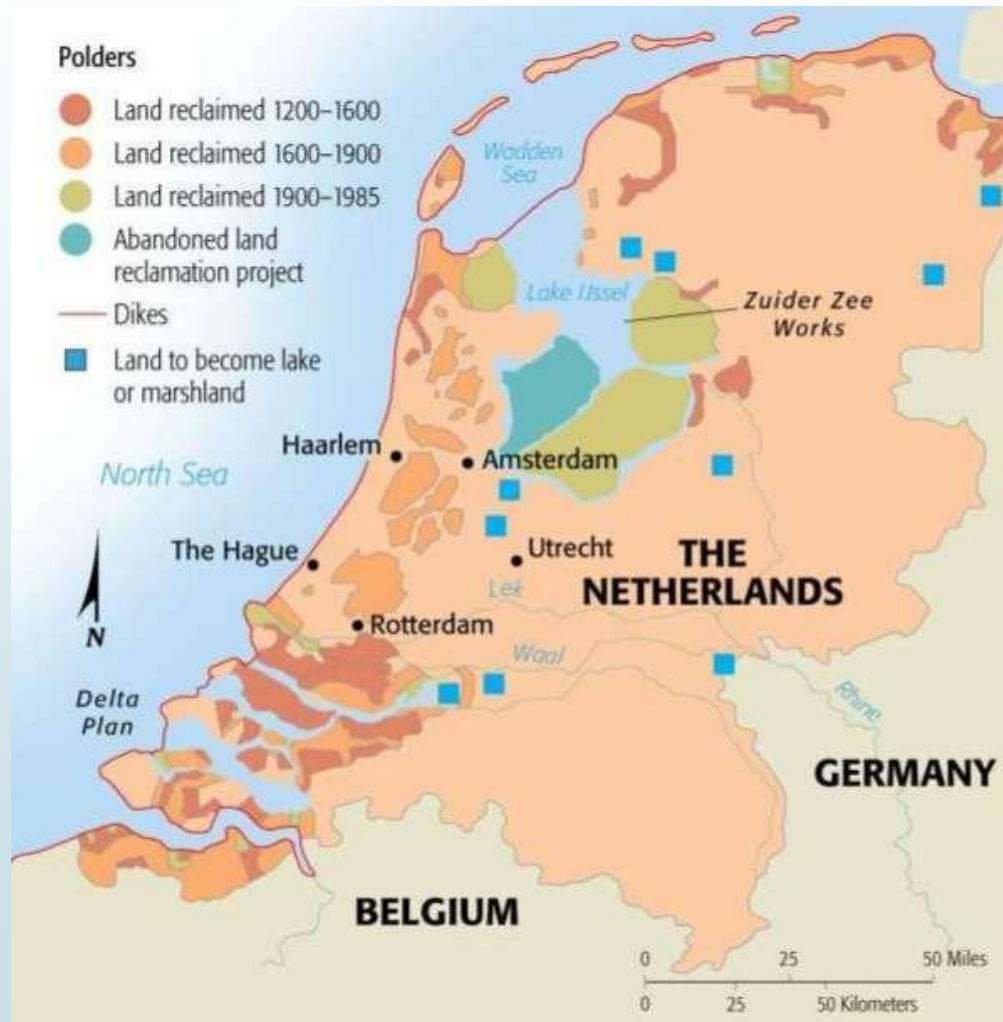 Polders
Land reclaimed 1200–1600
Land reclaimed 1600–1900
Land reclaimed 1900–1985
Abandoned land
reclamation project
Dikes
Land to become lake
or marshland
Wadden
Sea
Lake IJssel
Zuider Zee
Works
Haarlem
Amsterdam
North Sea
The Hague
Utrecht
THE
NETHERLANDS
Lek
N
Rotterdam
Waal
Delta
Plan
Rhine
GERMANY
BELGIUM
0 25 50 Miles
0 25 50 Kilometers